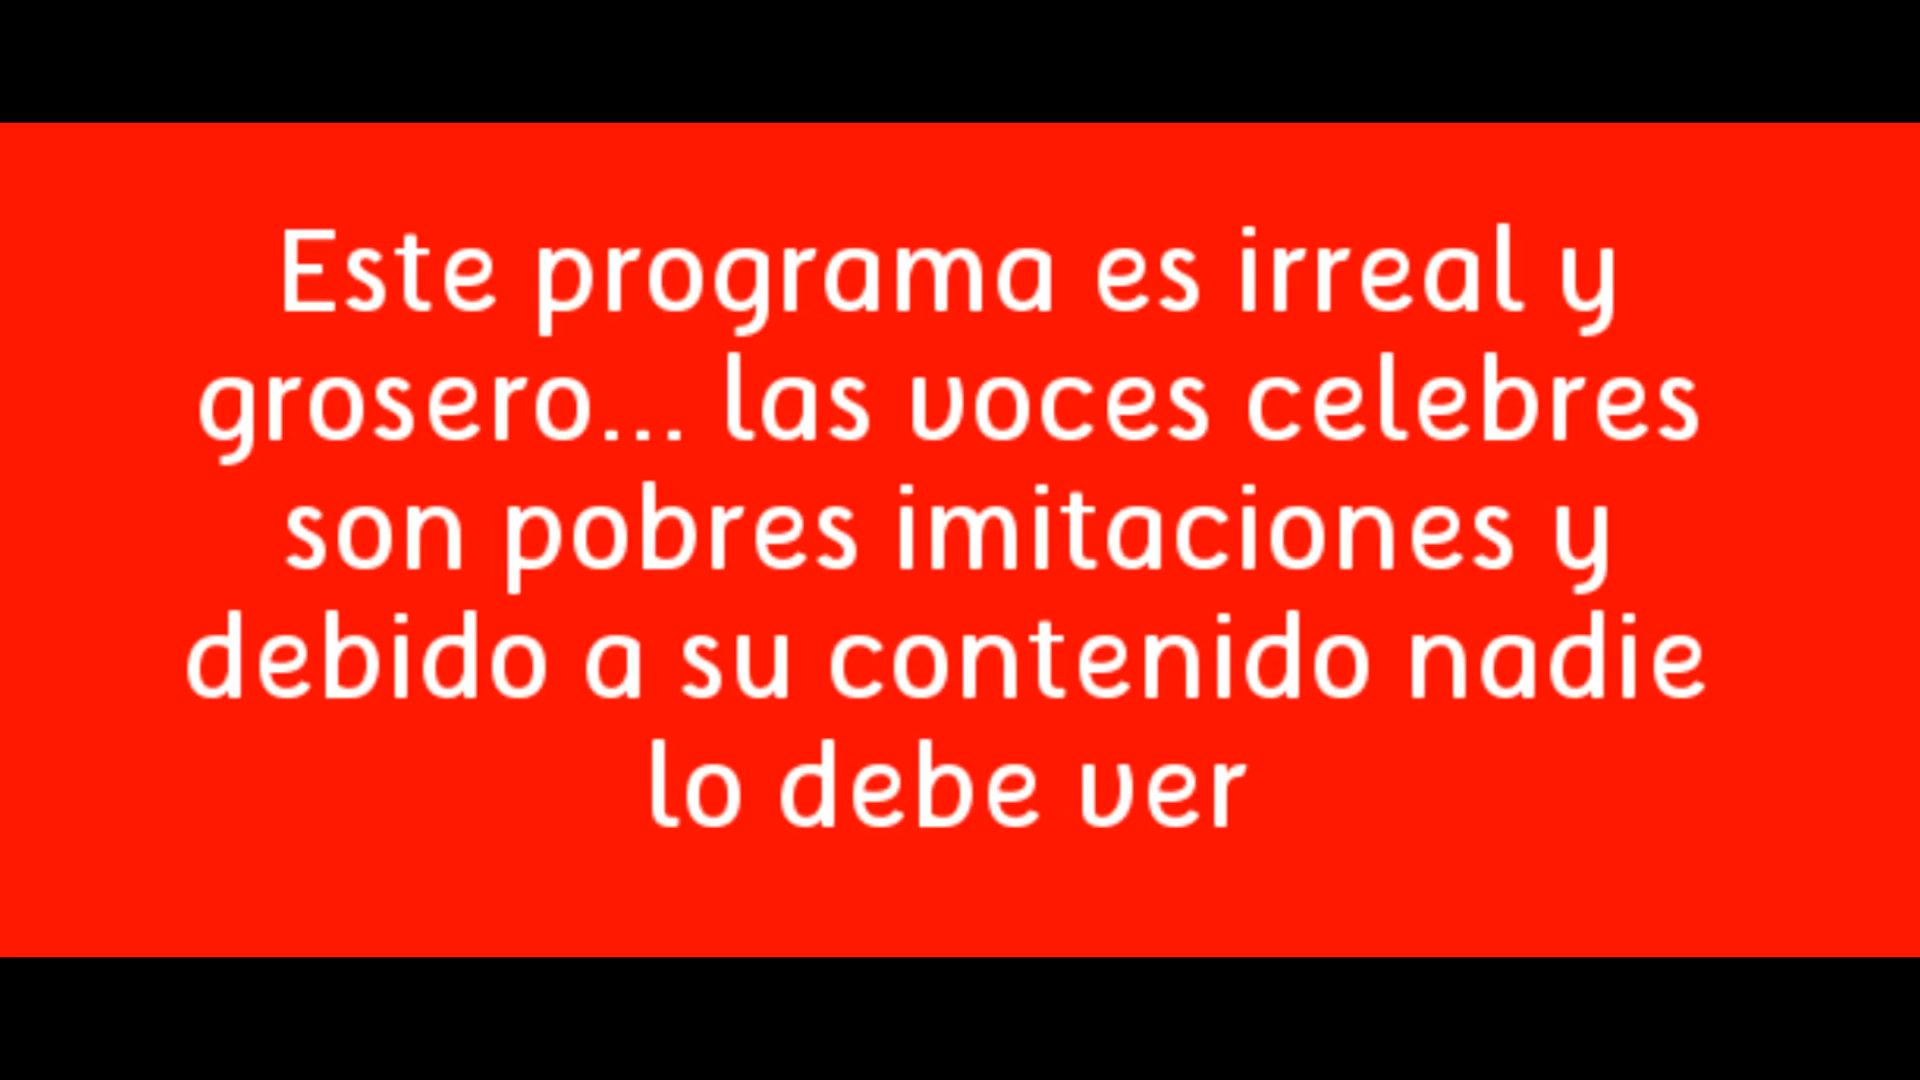 Este programa es irreal y
grosero... las voces celebres
son pobres imitaciones y
debido a su contenido nadie
lo debe ver